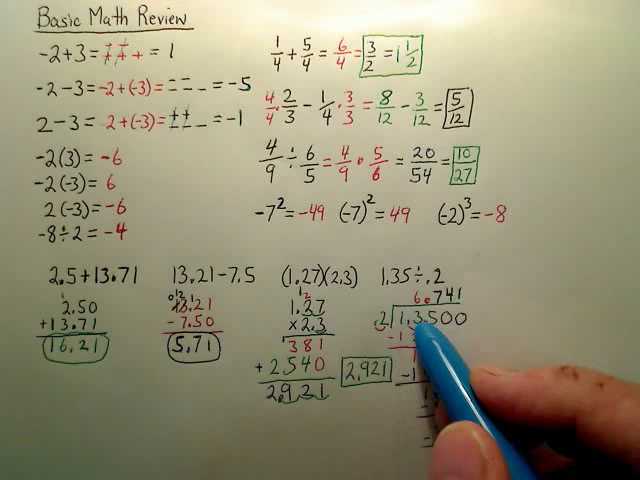 Basic Math Review
-2+3 = +++ = 1
-2-3 = -2+(-3) = ----- = -5
2-3 = 2+(-3) = ++ --- = -1
-2(3) = -6
-2(-3) = 6
2(-3) = -6
-8÷2 = -4
1/4 + 5/4 = 6/4 = 3/2 = 1 1/2
4/4 · 2/3 - 1/4 · 3/3 = 8/12 - 3/12 = 5/12
4/9 ÷ 6/5 = 4/9 · 5/6 = 20/54 = 10/27
-7² = -49 (-7)² = 49 (-2)³ = -8
2.5+13.71
1
2.50
+13.71
16.21
13.21-7.5
13.21
-7.50
5.71
(1.27)(2.3)
1 2
1.27
x 2.3
381
+ 2540
2.921
2.921
1.35÷.2
6.741
.2 1.3500